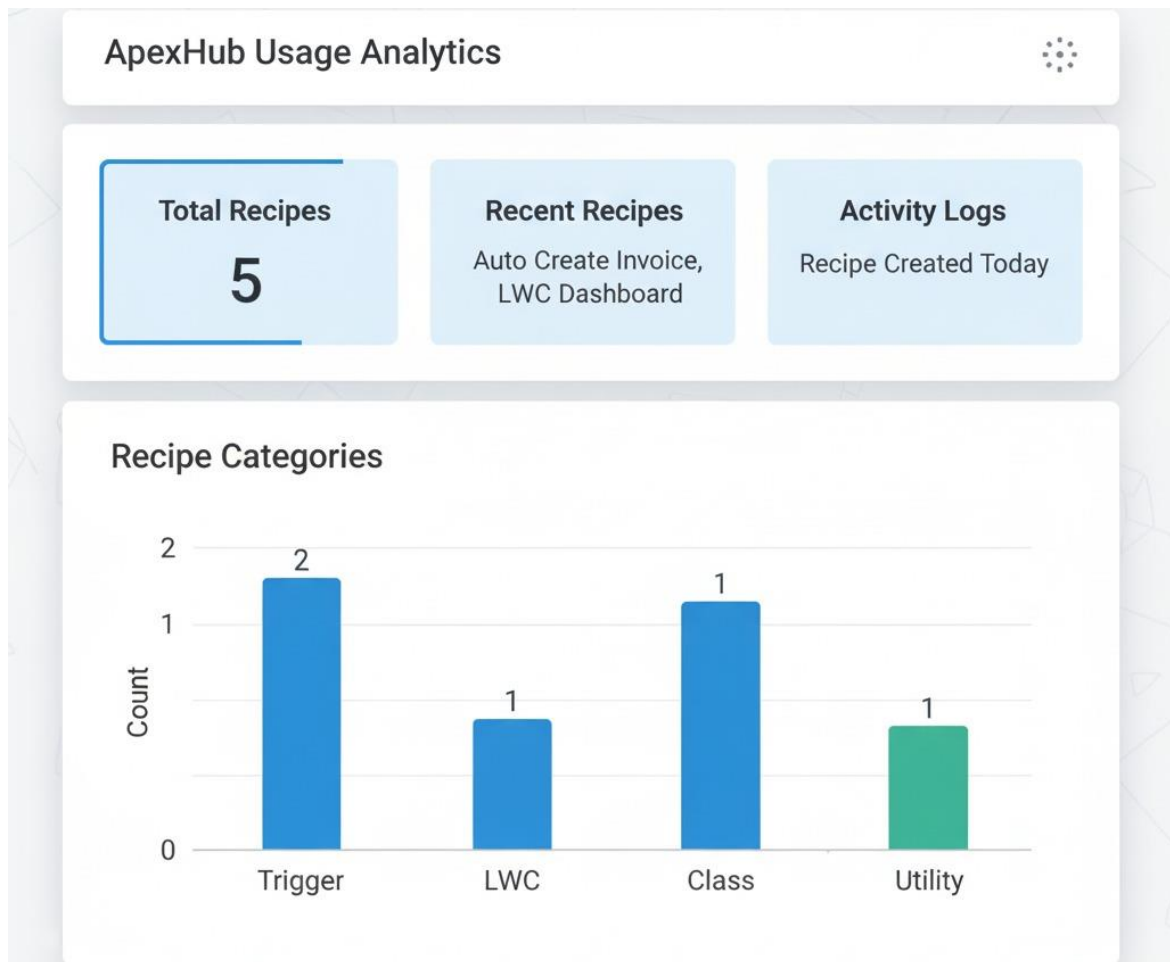 ApexHub Usage Analytics
Total Recipes
5
Recent Recipes
Auto Create Invoice,
LWC Dashboard
Activity Logs
Recipe Created Today
Recipe Categories
2
1
0
Count
2
1
1
1
Trigger
LWC
Class
Utility